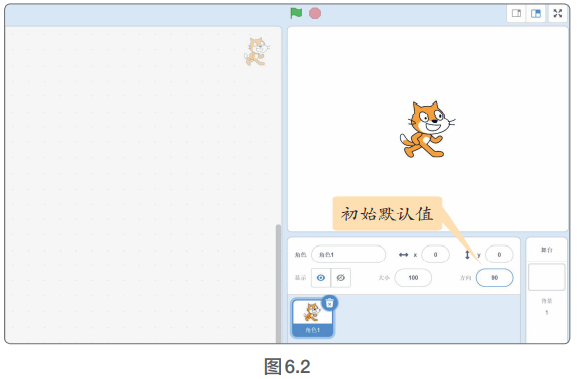 初始默认值
角色 角色1 x 0 y 0
显示 大小 100 方向 90
角色1
舞台
背景
1
图6.2